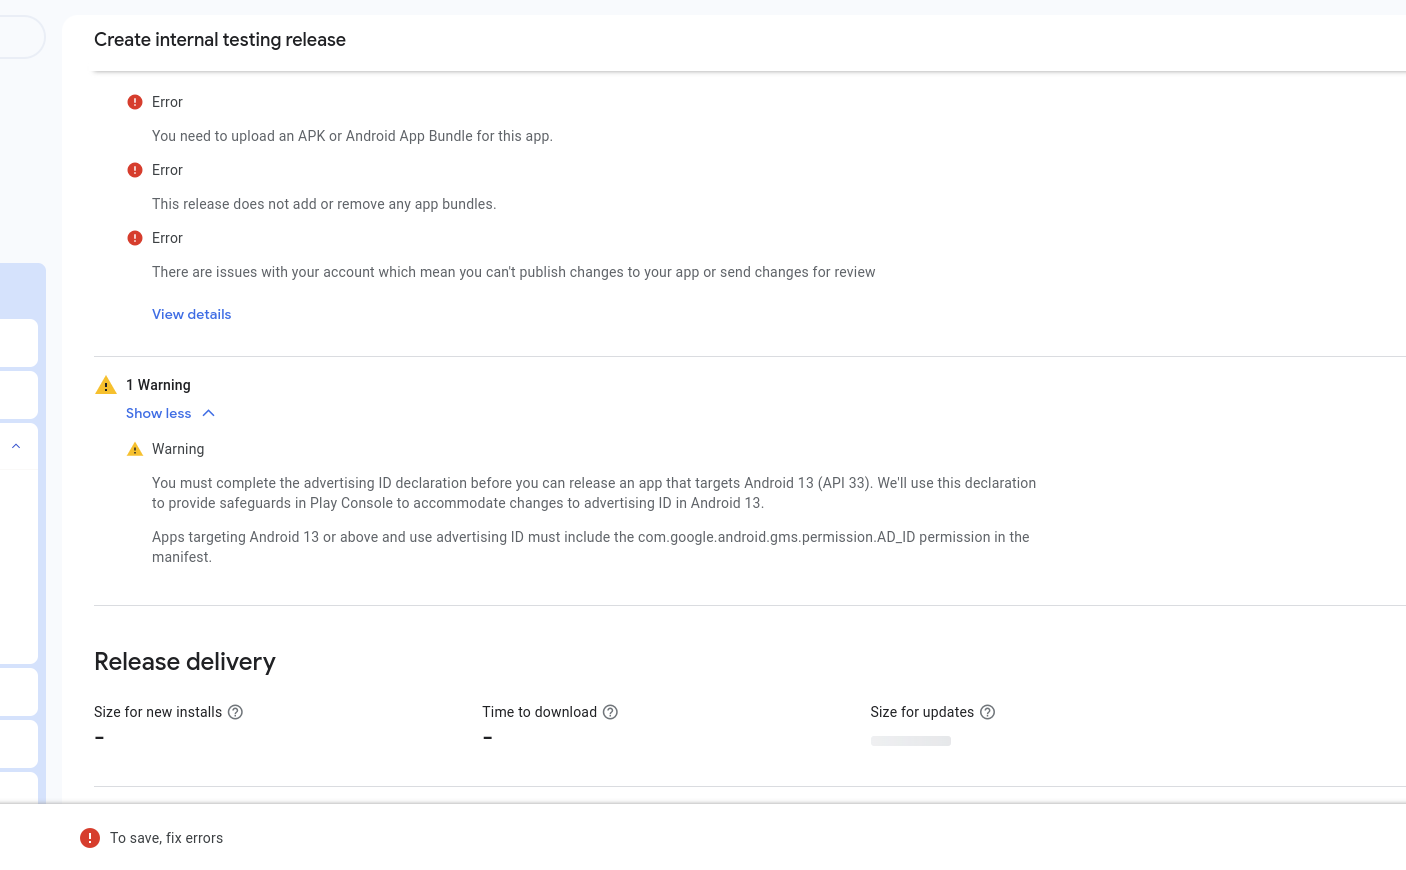 Create internal testing release
Error
You need to upload an APK or Android App Bundle for this app.
Error
This release does not add or remove any app bundles.
Error
There are issues with your account which mean you can't publish changes to your app or send changes for review
View details
1 Warning
Show less
Warning
You must complete the advertising ID declaration before you can release an app that targets Android 13 (API 33). We'll use this declaration
to provide safeguards in Play Console to accommodate changes to advertising ID in Android 13.
Apps targeting Android 13 or above and use advertising ID must include the com.google.android.gms.permission.AD_ID permission in the
manifest.
Release delivery
Size for new installs
Time to download
Size for updates
-
-
To save, fix errors